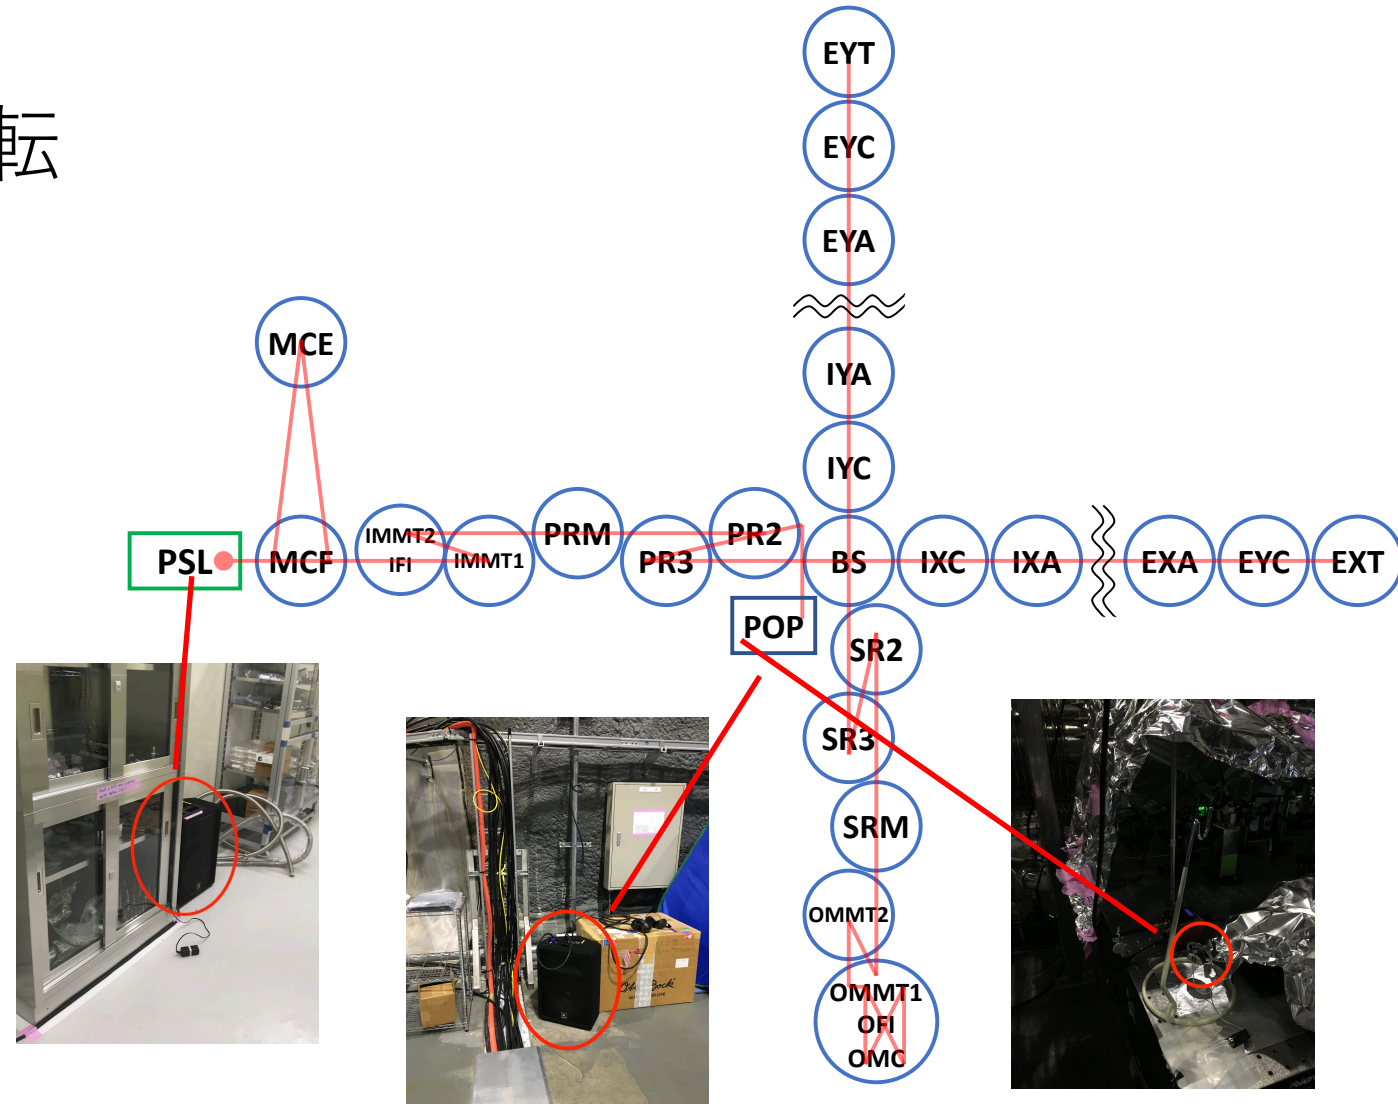 転
EYT
EYC
EYA
MCE
IYA
IYC
PSL
MCF
IMMT2
IFI
IMMT1
PRM
PR3
PR2
BS
IXC
IXA
EXA
EYC
EXT
POP
SR2
SR3
SRM
OMMT2
OMMT1
OFI
OMC